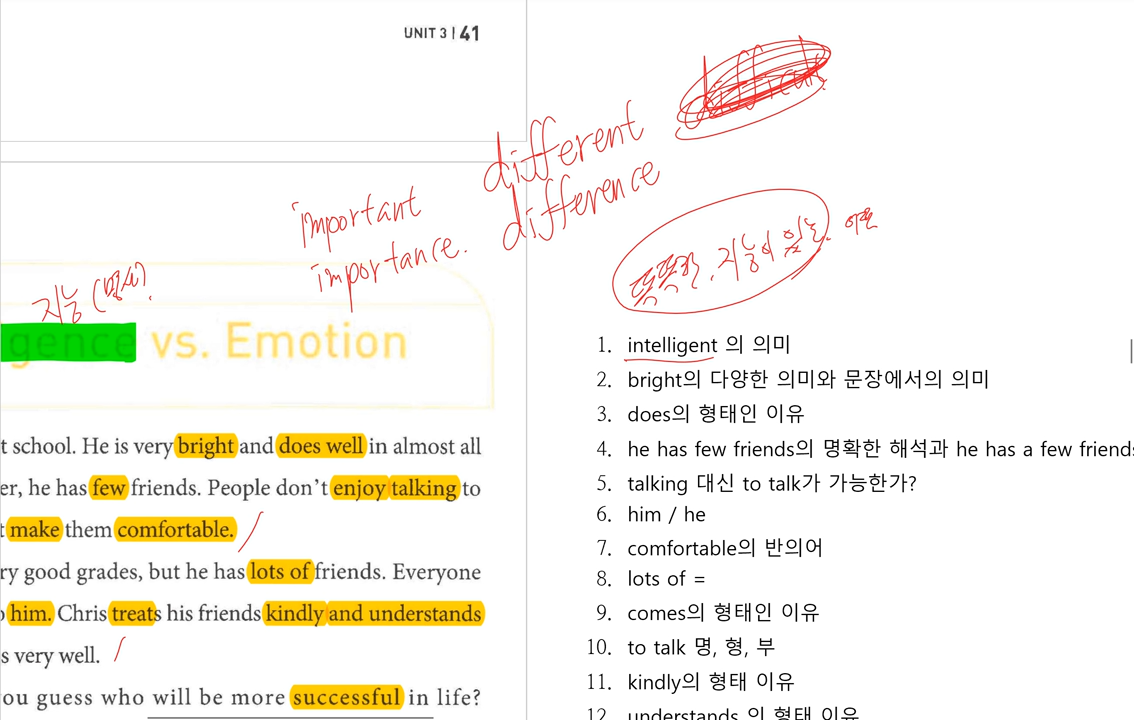 UNIT 3 | 41
different
difference
important
importance.
지능 (명사)
똑똑한, 지능이 있는.
gence vs. Emotion
t school. He is very bright and does well in almost all
er, he has few friends. People don't enjoy talking to
t make them comfortable.
ry good grades, but he has lots of friends. Everyone
o him. Chris treats his friends kindly and understands
s very well.
ou guess who will be more successful in life?
1. intelligent 의 의미
2. bright의 다양한 의미와 문장에서의 의미
3. does의 형태인 이유
4. he has few friends의 명확한 해석과 he has a few friends
5. talking 대신 to talk가 가능한가?
6. him / he
7. comfortable의 반의어
8. lots of =
9. comes의 형태인 이유
10. to talk 명, 형, 부
11. kindly의 형태 이유
12. understands 의 형태 이유